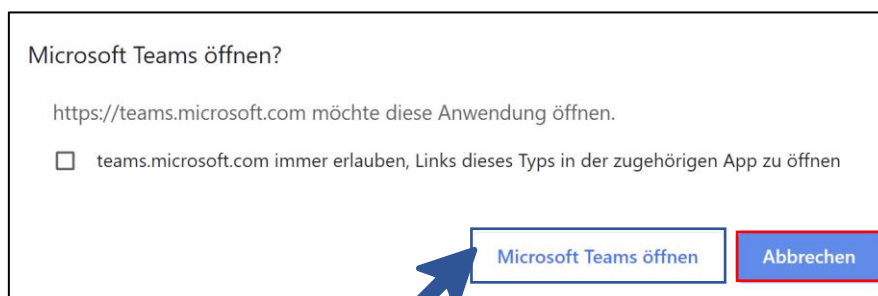 Microsoft Teams öffnen?
https://teams.microsoft.com möchte diese Anwendung öffnen.
teams.microsoft.com immer erlauben, Links dieses Typs in der zugehörigen App zu öffnen
Microsoft Teams öffnen Abbrechen